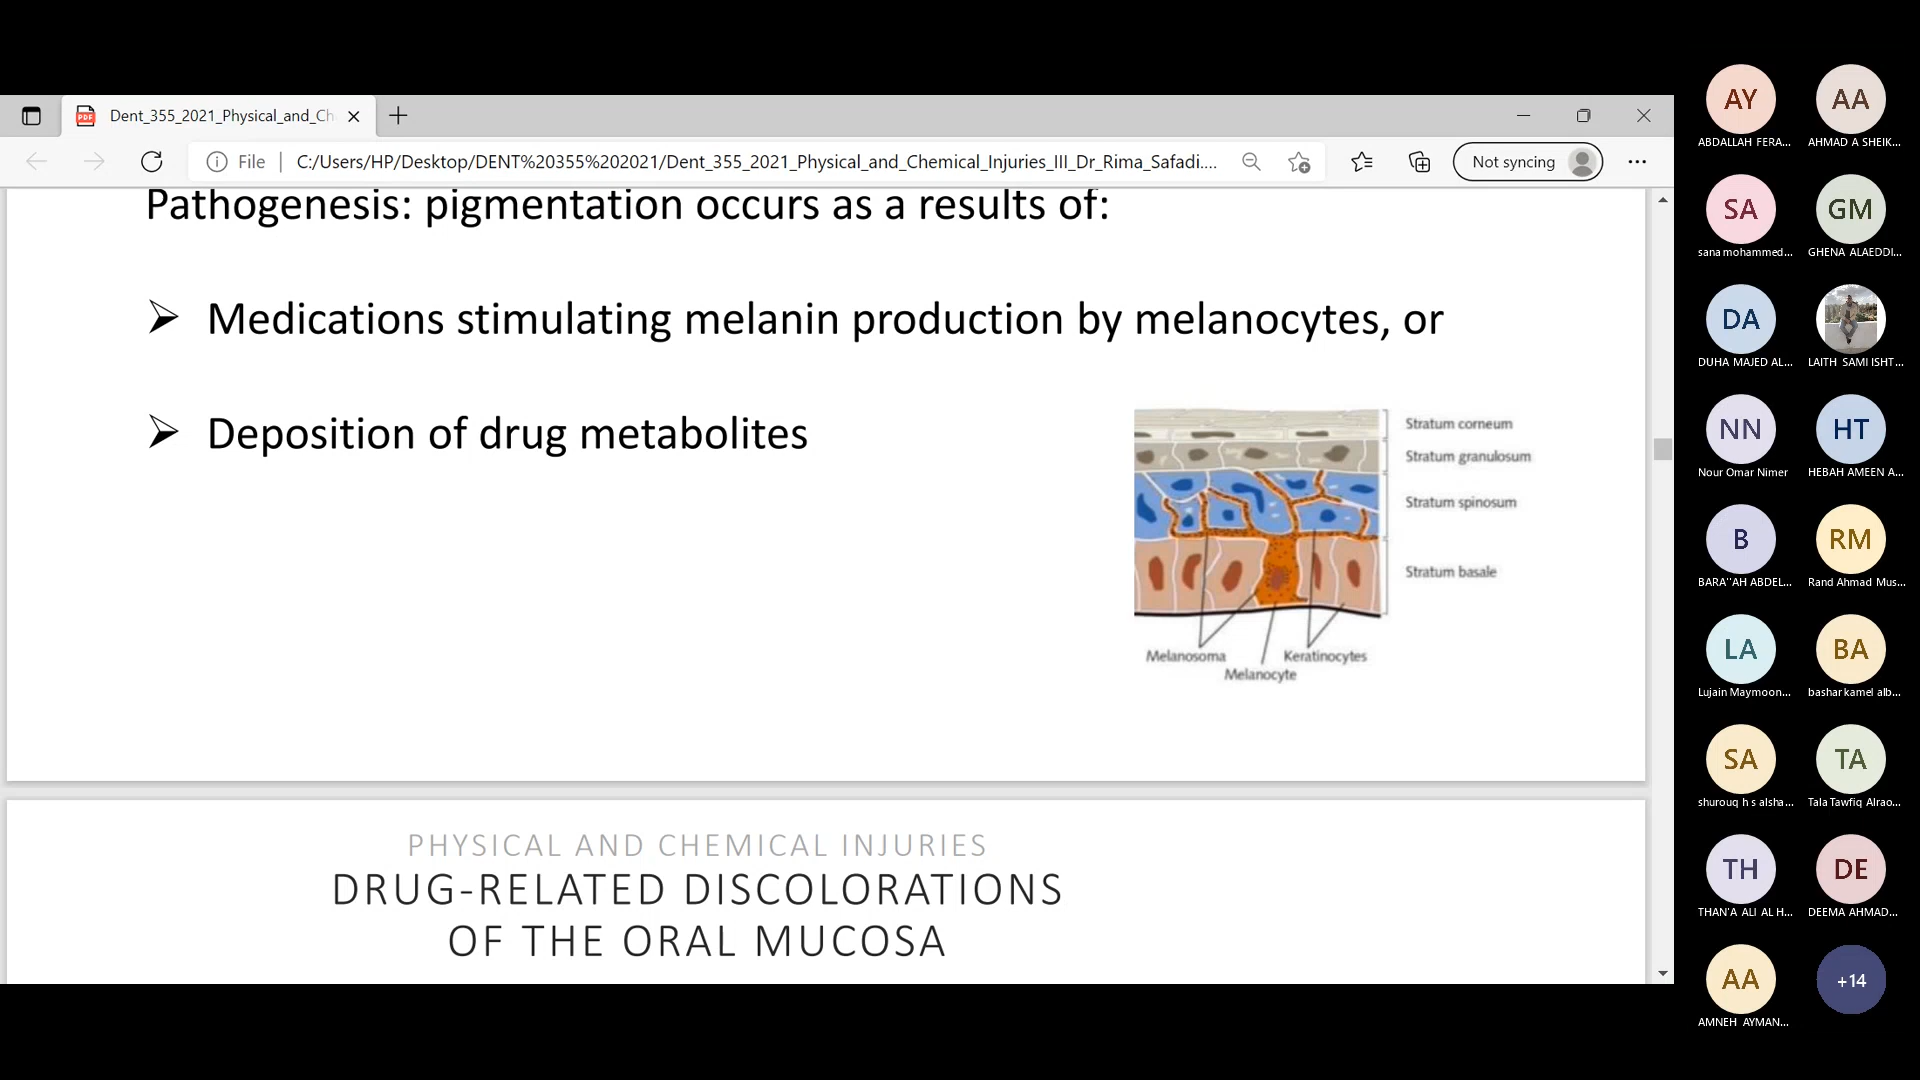 Dent_355_2021_Physical_and_Ch
File
C:/Users/HP/Desktop/DENT%20355%202021/Dent_355_2021_Physical_and_Chemical_Injuries_III_Dr_Rima_Safadi....
Not syncing
Pathogenesis: pigmentation occurs as a results of:
➢ Medications stimulating melanin production by melanocytes, or
➢ Deposition of drug metabolites
Stratum corneum
Stratum granulosum
Stratum spinosum
Stratum basale
Melanosoma
Keratinocytes
Melanocyte
PHYSICAL AND CHEMICAL INJURIES
DRUG-RELATED DISCOLORATIONS
OF THE ORAL MUCOSA
AY
ABDALLAH FERA...
AA
AHMAD A SHEIK...
SA
sana mohammed...
GM
GHENA ALAEDDI...
DA
DUHA MAJED AL...
LAITH SAMI ISHT...
NN
Nour Omar Nimer
HT
HEBAH AMEEN A...
B
BARA''AH ABDEL...
RM
Rand Ahmad Mus...
LA
Lujain Maymoon...
BA
bashar kamel alb...
SA
shurouq h s alsha...
TA
Tala Tawfiq Alrao...
TH
THAN'A ALI AL H...
DE
DEEMA AHMAD...
AA
AMNEH AYMAN...
+14